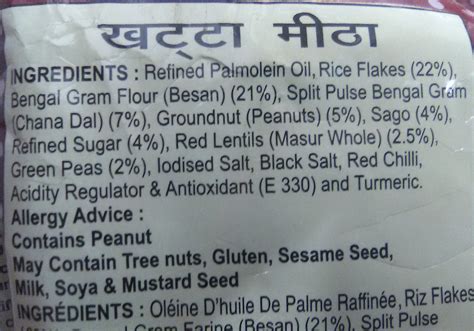 खट्टा मीठा
INGREDIENTS : Refined Palmolein Oil, Rice Flakes (22%),
Bengal Gram Flour (Besan) (21%), Split Pulse Bengal Gram
(Chana Dal) (7%), Groundnut (Peanuts) (5%), Sago (4%),
Refined Sugar (4%), Red Lentils (Masur Whole) (2.5%),
Green Peas (2%), Iodised Salt, Black Salt, Red Chilli,
Acidity Regulator & Antioxidant (E 330) and Turmeric.
Allergy Advice :
Contains Peanut
May Contain Tree nuts, Gluten, Sesame Seed,
Milk, Soya & Mustard Seed
INGRÉDIENTS : Oléine D'huile De Palme Raffinée, Riz Flakes
Bengal Gram Farine (Besan) (21%), Split